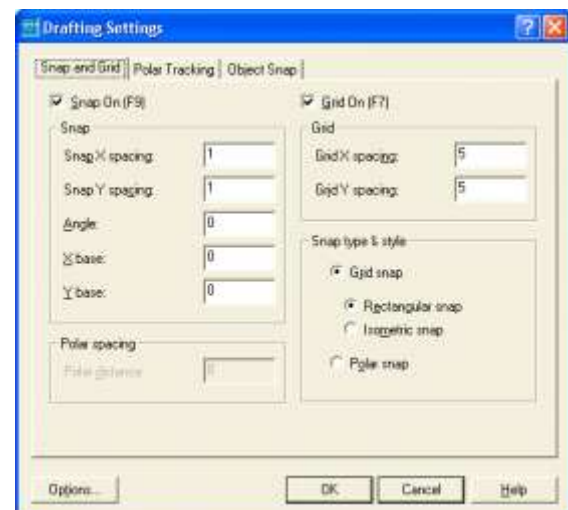 Drafting Settings
Snap and Grid
Polar Tracking
Object Snap
Snap On (F9)
Snap
Snap X spacing: 1
Snap Y spacing: 1
Angle: 0
X base: 0
Y base: 0
Polar spacing
Polar distance
Grid On (F7)
Grid
Grid X spacing: 5
Grid Y spacing: 5
Snap type & style
Grid snap
Rectangular snap
Isometric snap
Polar snap
Options...
OK
Cancel
Help